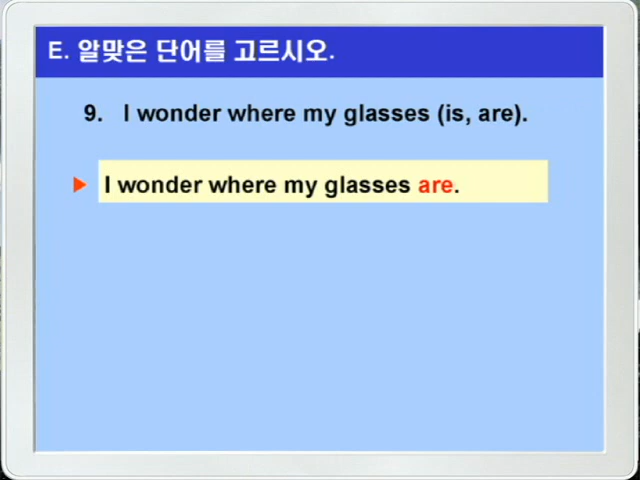 E. 알맞은 단어를 고르시오.
9. I wonder where my glasses (is, are).
I wonder where my glasses are.